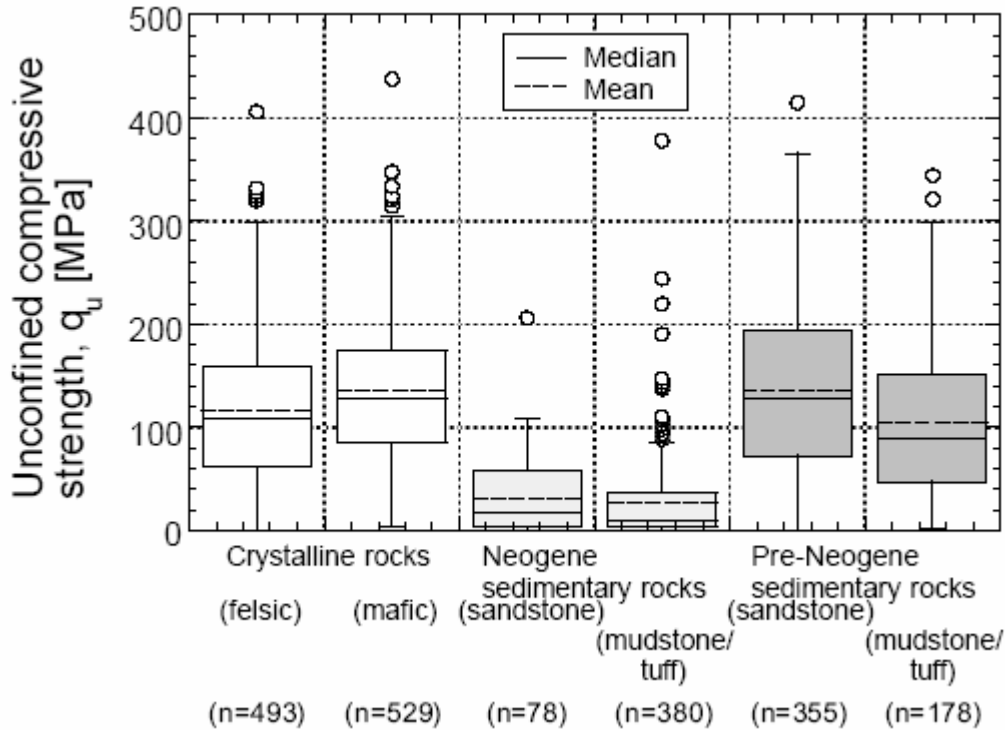 Unconfined compressive
strength, qu [MPa]
500
400
300
200
100
0
Median
Mean
Crystalline rocks
(felsic)
(mafic)
Neogene
sedimentary rocks
(sandstone)
(mudstone/
tuff)
Pre-Neogene
sedimentary rocks
(sandstone)
(mudstone/
tuff)
(n=493)
(n=529)
(n=78)
(n=380)
(n=355)
(n=178)